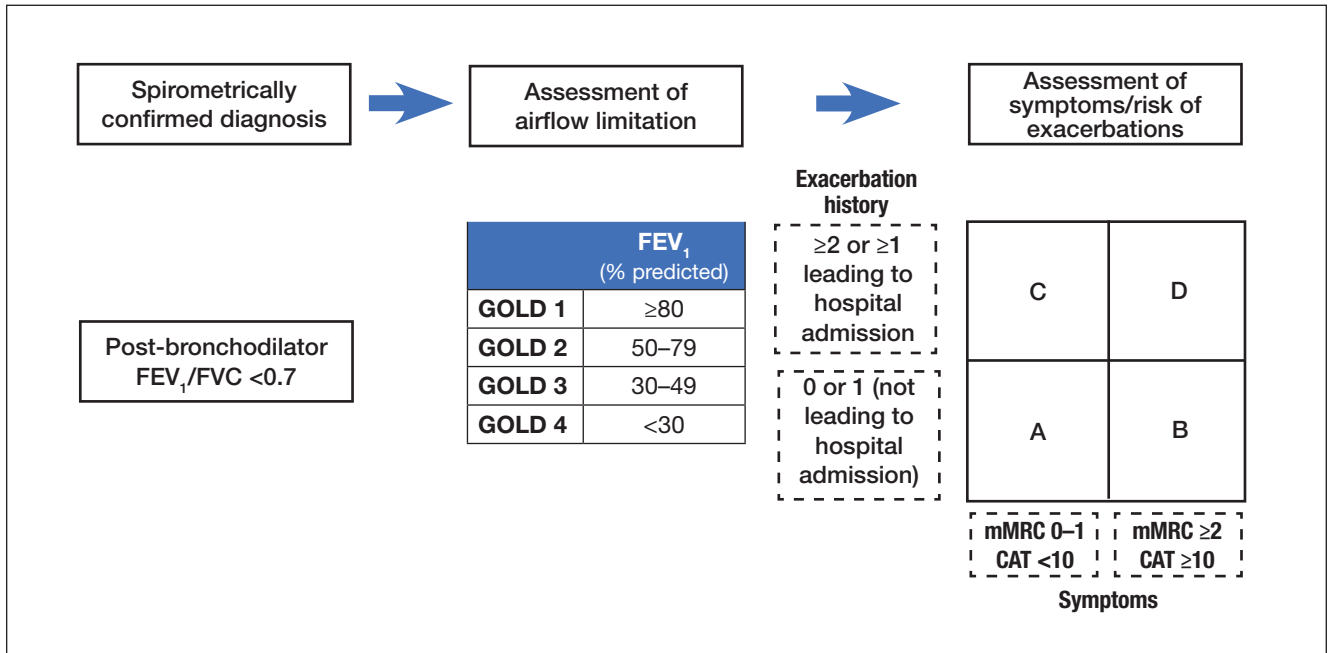 Spirometrically
confirmed diagnosis
Assessment of
airflow limitation
Assessment of
symptoms/risk of
exacerbations
Post-bronchodilator
FEV₁/FVC <0.7
FEV₁
(% predicted)
GOLD 1 ≥80
GOLD 2 50–79
GOLD 3 30–49
GOLD 4 <30
Exacerbation
history
≥2 or ≥1
leading to
hospital
admission
0 or 1 (not
leading to
hospital
admission)
C D
A B
mMRC 0–1
CAT <10
mMRC ≥2
CAT ≥10
Symptoms